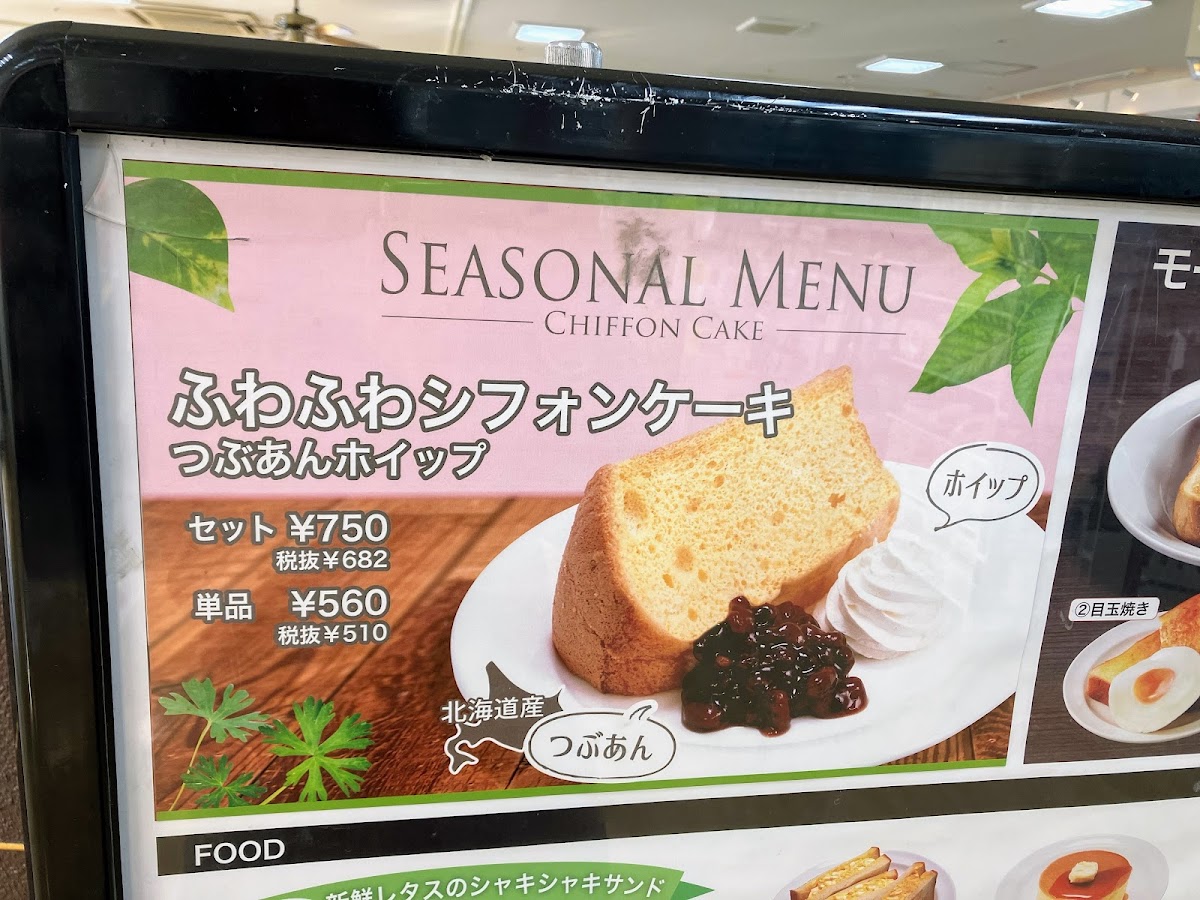 SEASONAL MENU
CHIFFON CAKE
ふわふわシフォンケーキ
つぶあんホイップ
セット ¥750
税抜¥682
単品 ¥560
税抜¥510
ホイップ
北海道産
つぶあん
②目玉焼き
FOOD
新鮮レタスのシャキシャキサンド